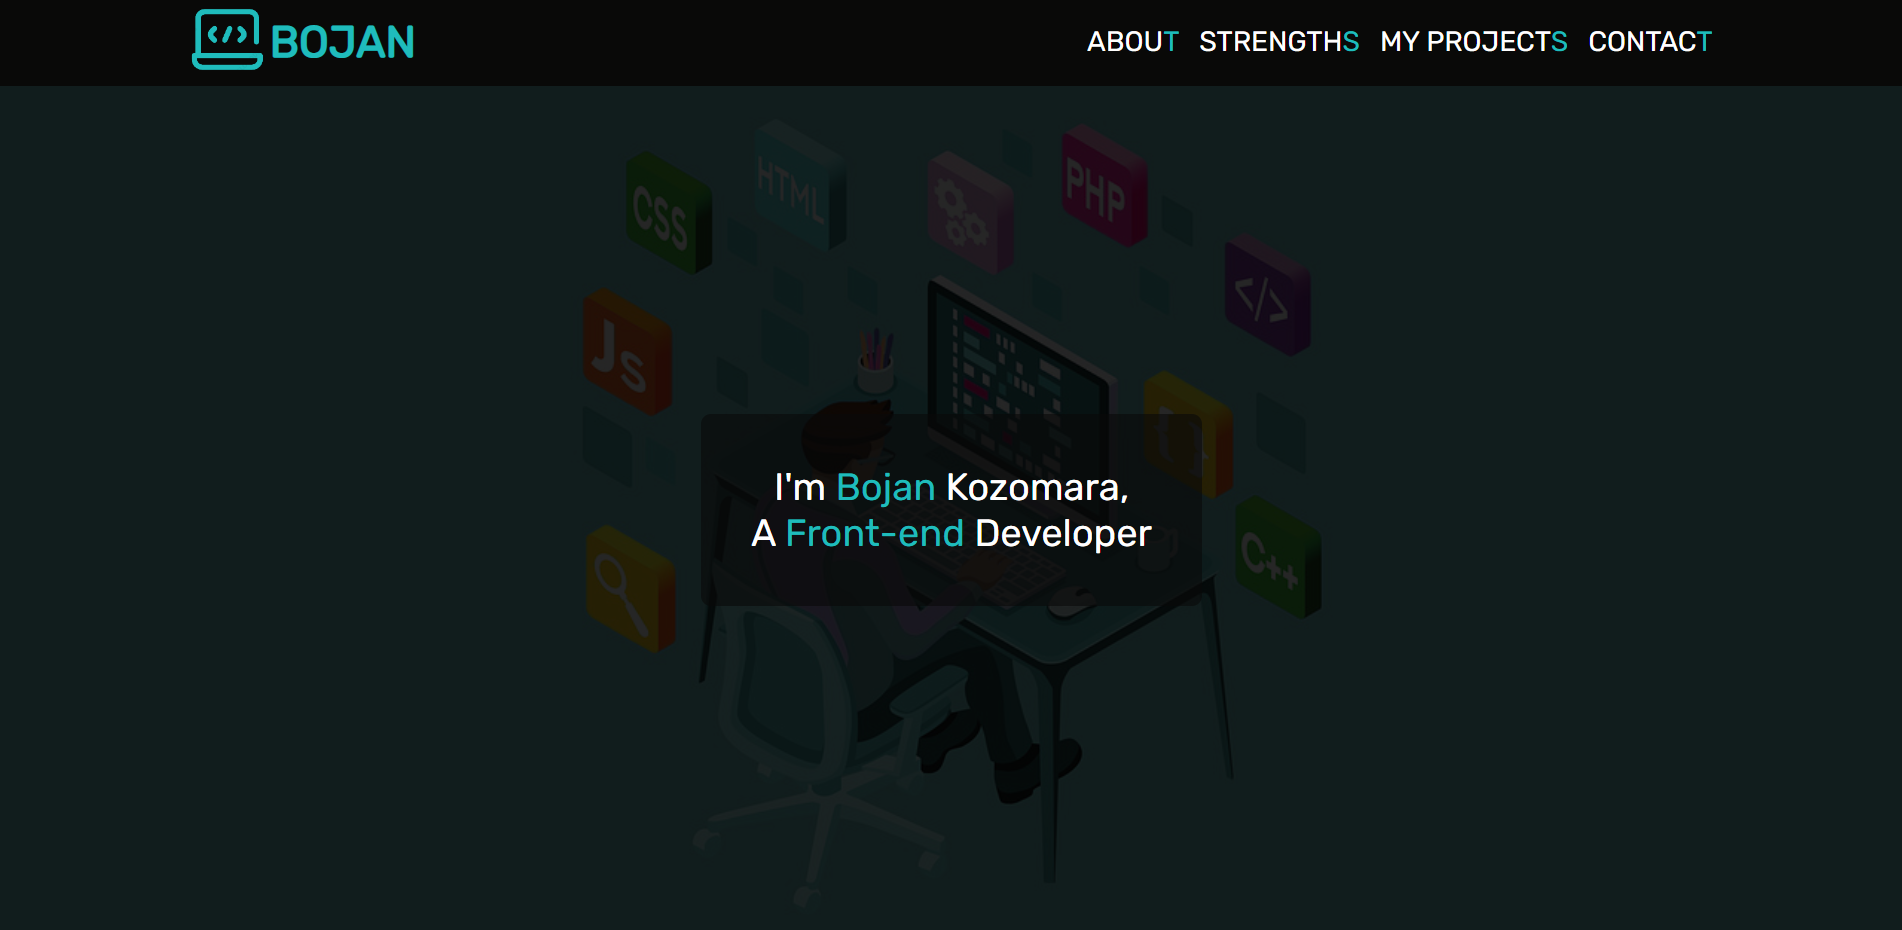 </> BOJAN
ABOUT STRENGTHS MY PROJECTS CONTACT
HTML
CSS
PHP
</>
Js
{ }
I'm Bojan Kozomara,
A Front-end Developer
C++